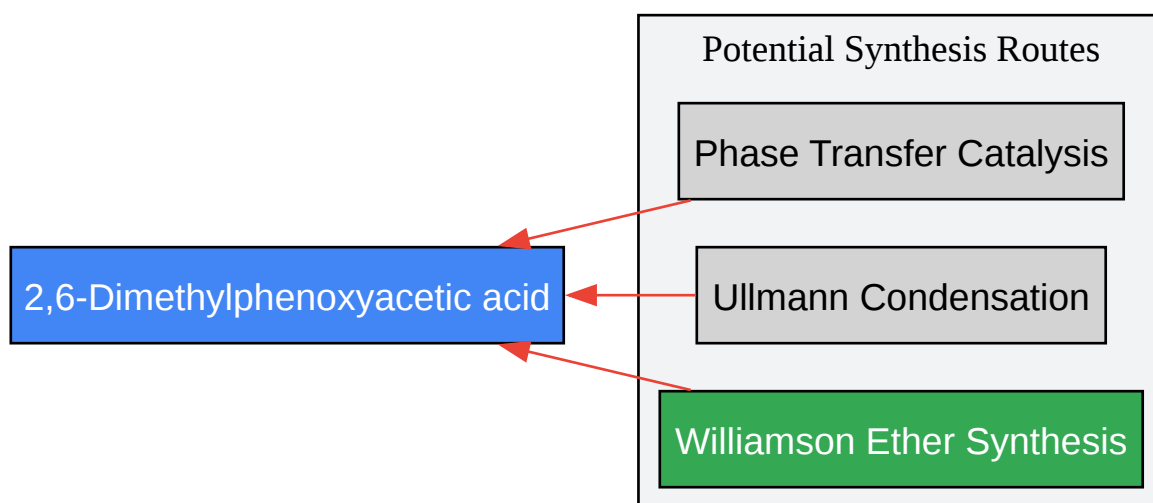 Potential Synthesis Routes
Phase Transfer Catalysis
2,6-Dimethylphenoxyacetic acid
Ullmann Condensation
Williamson Ether Synthesis